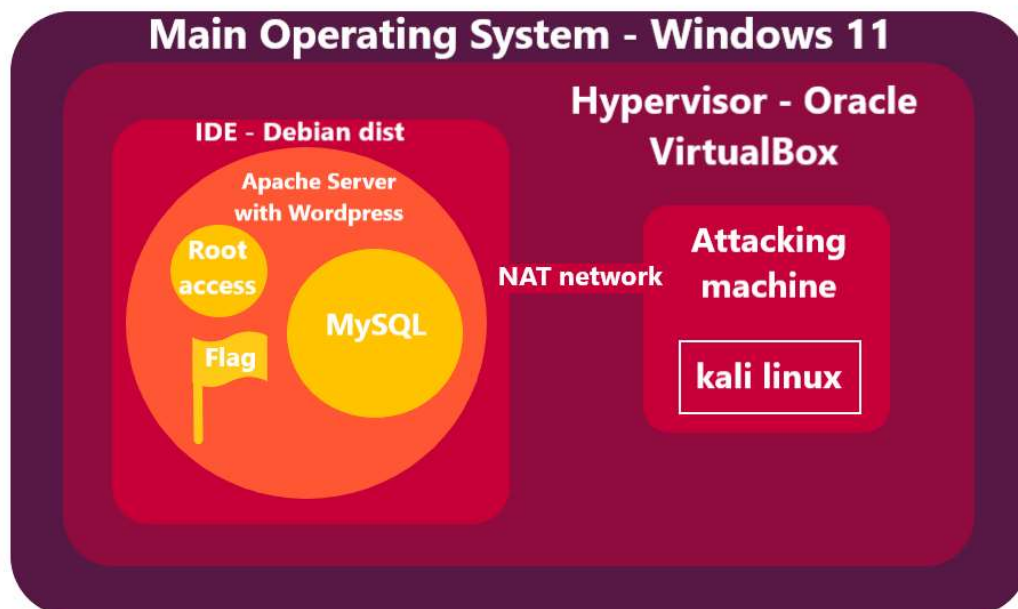 Main Operating System - Windows 11
Hypervisor - Oracle
VirtualBox
IDE - Debian dist
Apache Server
with Wordpress
Root
access
MySQL
Flag
NAT network
Attacking
machine
kali linux